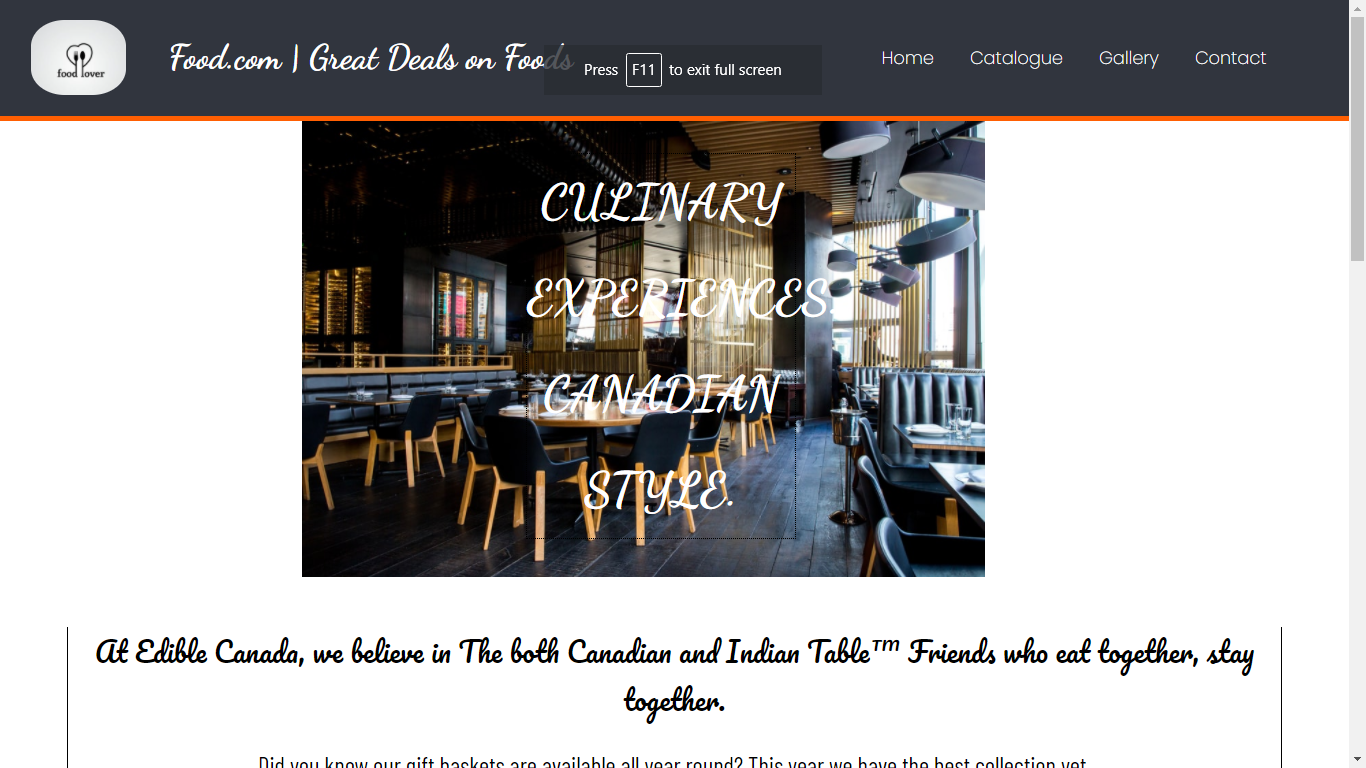 food lover
Food.com | Great Deals on Foods
Press F11 to exit full screen
Home Catalogue Gallery Contact
CULINARY
EXPERIENCES.
CANADIAN
STYLE.
At Edible Canada, we believe in The both Canadian and Indian Table™ Friends who eat together, stay
together.
Did you know our gift baskets are available all year round? This year we have the best collection yet